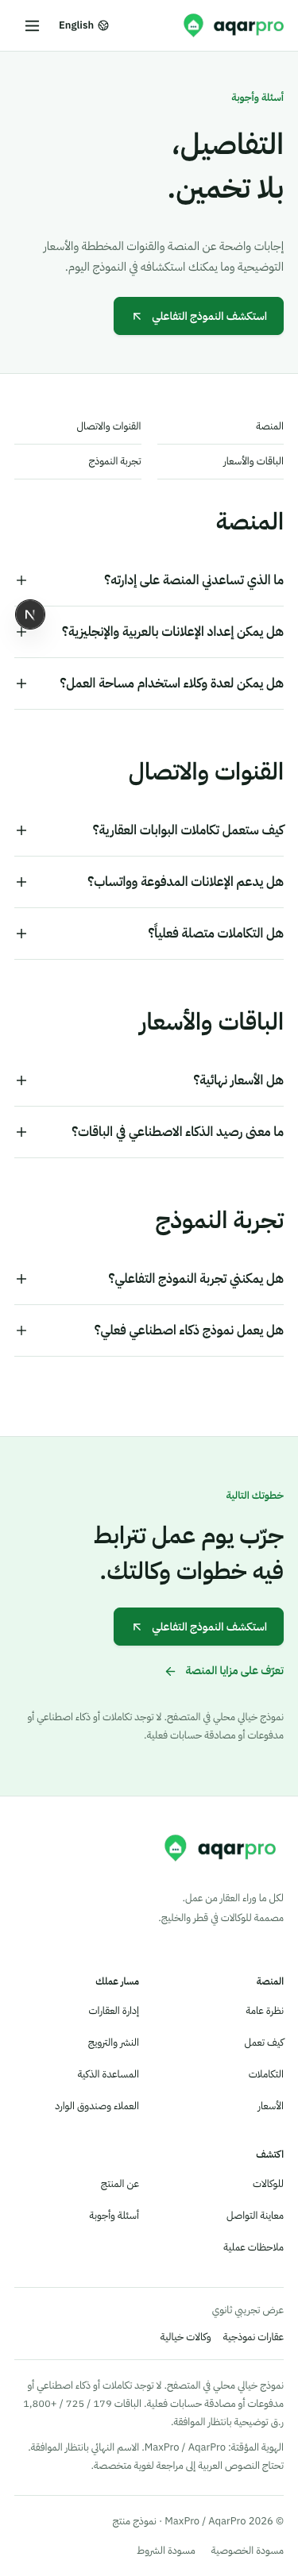 aqarpro
English
أسئلة وأجوبة
التفاصيل،
بلا تخمين.
إجابات واضحة عن المنصة والقنوات المخططة والأسعار
التوضيحية وما يمكنك استكشافه في النموذج اليوم.
استكشف النموذج التفاعلي
المنصة
القنوات والاتصال
الباقات والأسعار
تجربة النموذج
المنصة
ما الذي تساعدني المنصة على إدارته؟
N
هل يمكن إعداد الإعلانات بالعربية والإنجليزية؟
هل يمكن لعدة وكلاء استخدام مساحة العمل؟
القنوات والاتصال
كيف ستعمل تكاملات البوابات العقارية؟
هل يدعم الإعلانات المدفوعة وواتساب؟
هل التكاملات متصلة فعلياً؟
الباقات والأسعار
هل الأسعار نهائية؟
ما معنى رصيد الذكاء الاصطناعي في الباقات؟
تجربة النموذج
هل يمكنني تجربة النموذج التفاعلي؟
هل يعمل نموذج ذكاء اصطناعي فعلي؟
خطوتك التالية
جرّب يوم عمل تترابط
فيه خطوات وكالتك.
استكشف النموذج التفاعلي
تعرّف على مزايا المنصة
نموذج خيالي محلي في المتصفح. لا توجد تكاملات أو ذكاء اصطناعي أو
مدفوعات أو مصادقة حسابات فعلية.
aqarpro
لكل ما وراء العقار من عمل.
مصممة للوكالات في قطر والخليج.
المنصة
نظرة عامة
كيف تعمل
التكاملات
الأسعار
مسار عملك
إدارة العقارات
النشر والترويج
المساعدة الذكية
العملاء وصندوق الوارد
اكتشف
للوكالات
معاينة التواصل
ملاحظات عملية
عن المنتج
أسئلة وأجوبة
عرض تجريبي ثانوي
عقارات نموذجية
وكالات خيالية
نموذج خيالي محلي في المتصفح. لا توجد تكاملات أو ذكاء اصطناعي أو
مدفوعات أو مصادقة حسابات فعلية. الباقات 179 / 725 / +1,800
ر.ق توضيحية بانتظار الموافقة.
الهوية المؤقتة: MaxPro / AqarPro. الاسم النهائي بانتظار الموافقة.
تحتاج النصوص العربية إلى مراجعة لغوية متخصصة.
© 2026 MaxPro / AqarPro · نموذج منتج
مسودة الخصوصية
مسودة الشروط